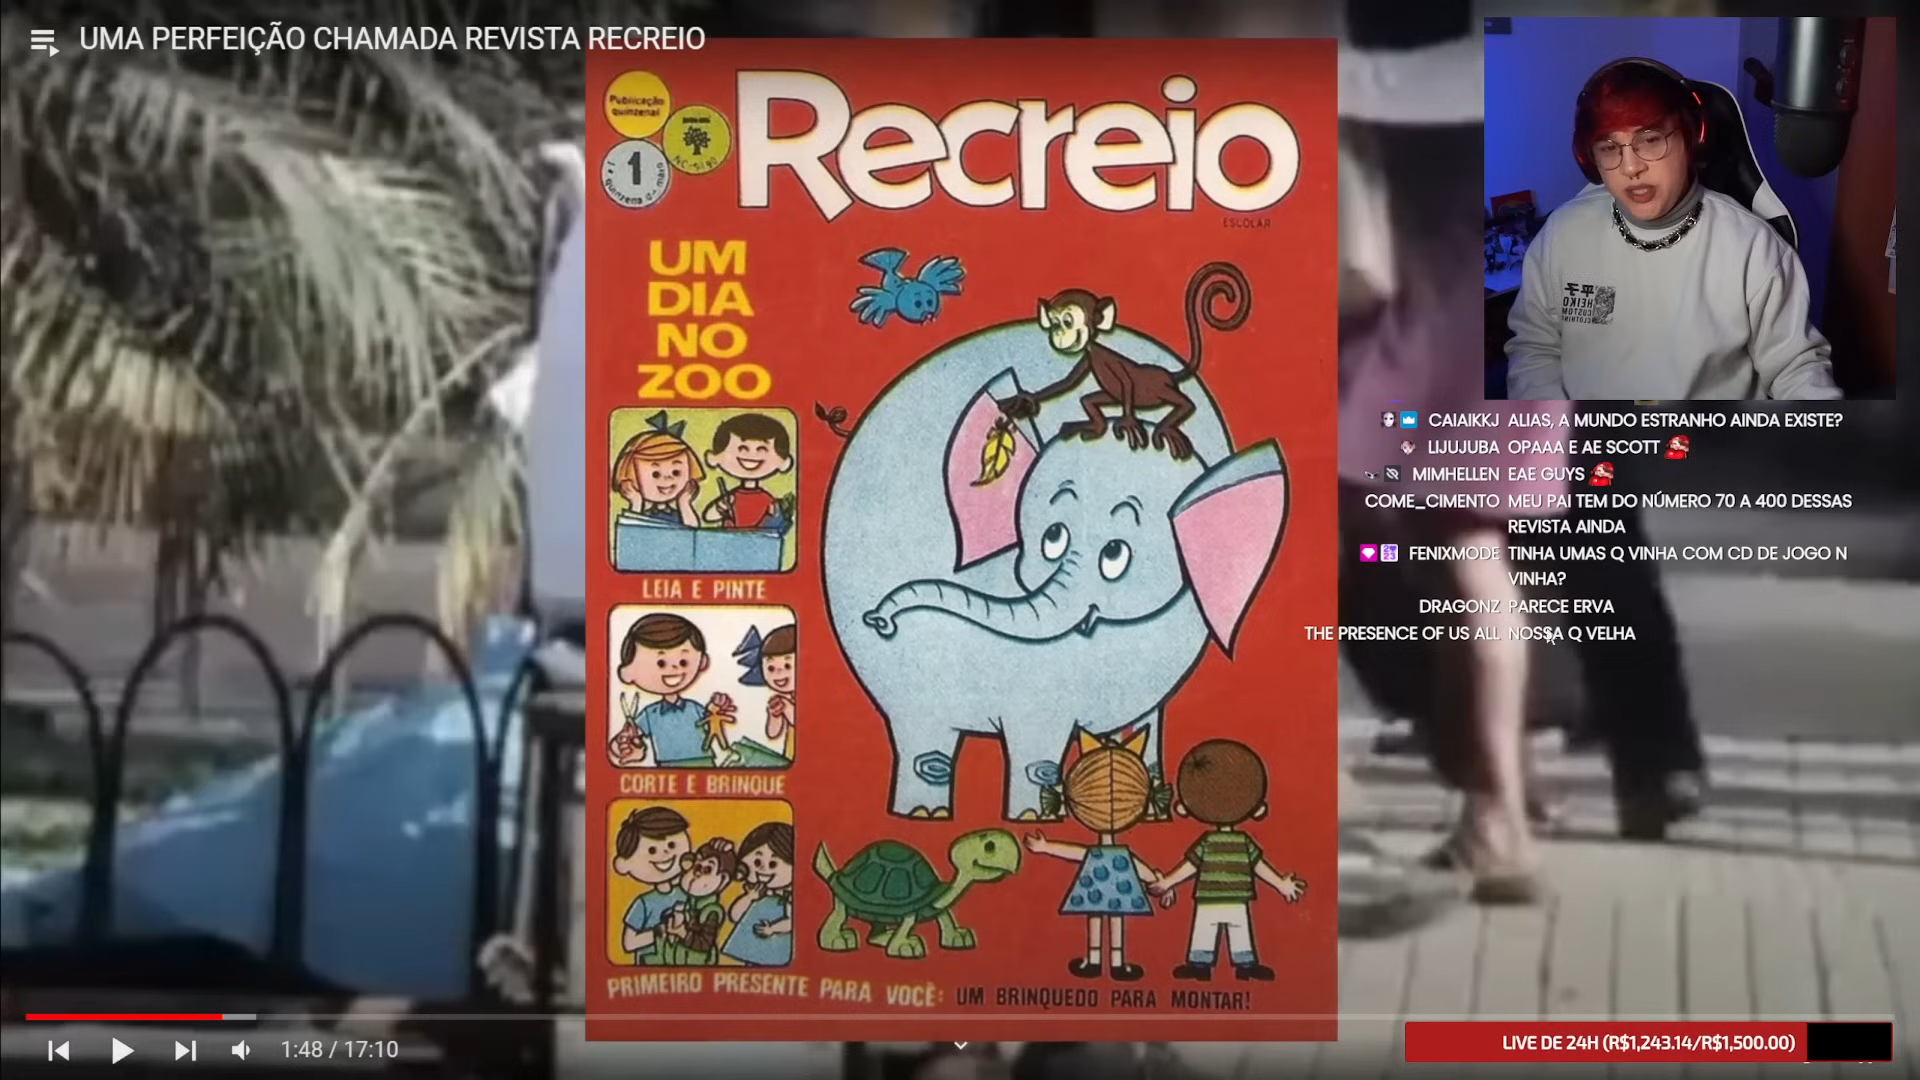 UMA PERFEIÇÃO CHAMADA REVISTA RECREIO
Publicação
quinzenal
1
Recreio
ESCOLAR
UM
DIA
NO
ZOO
LEIA E PINTE
CORTE E BRINQUE
PRIMEIRO PRESENTE PARA VOCÊ: UM BRINQUEDO PARA MONTAR!
HEIKO
CUSTOM
CLOTHING
CAIAIKKJ ALIAS, A MUNDO ESTRANHO AINDA EXISTE?
LIJUJUBA OPAAA E AE SCOTT
MIMHELLEN EAE GUYS
COME_CIMENTO MEU PAI TEM DO NÚMERO 70 A 400 DESSAS
REVISTA AINDA
FENIXMODE TINHA UMAS Q VINHA COM CD DE JOGO N
VINHA?
DRAGONZ PARECE ERVA
THE PRESENCE OF US ALL NOSSA Q VELHA
1:48 / 17:10
LIVE DE 24H (R$1,243.14/R$1,500.00)